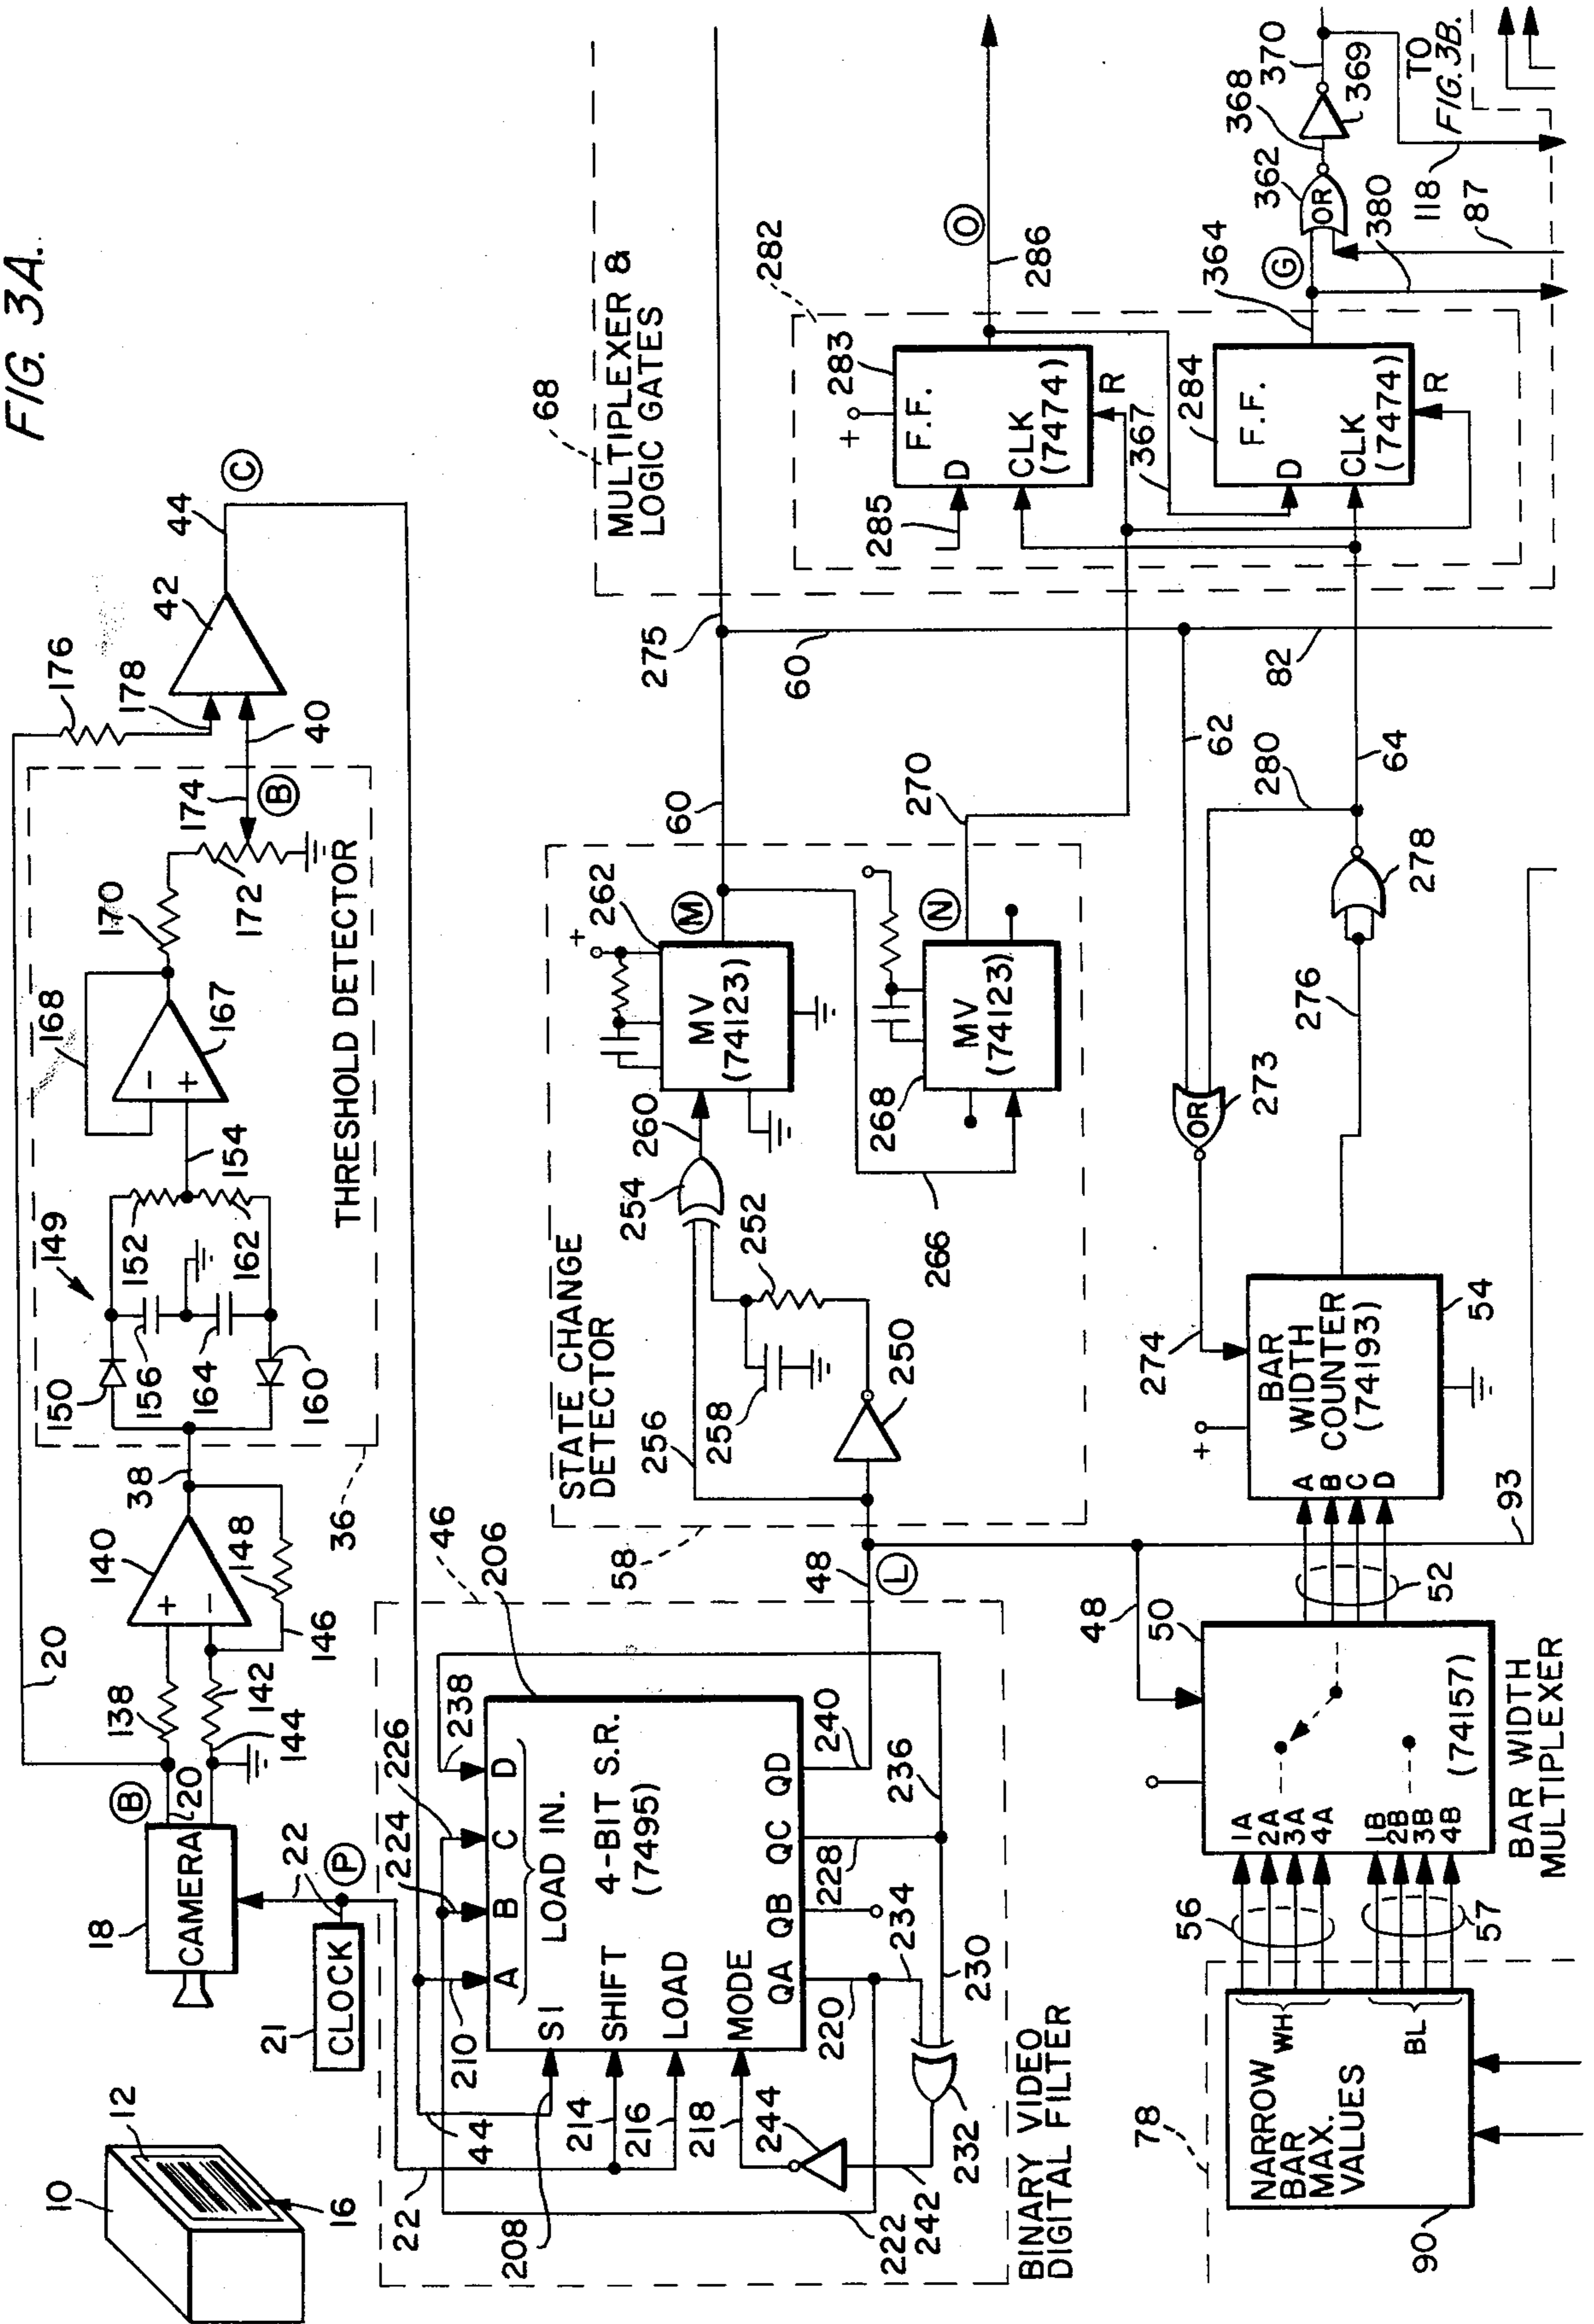 FIG. 3A.
10
12
16
18
CAMERA
B
20
22
P
21
CLOCK
20
138
142
144
140
+
−
146
148
38
36
150
156
164
160
149
152
162
154
168
−
+
167
170
172
174
B
THRESHOLD DETECTOR
176
178
40
42
44
C
22
44
208
210
214
216
218
224
226
238
46
206
A B C D
LOAD IN.
SI
SHIFT
LOAD
MODE
4-BIT S.R.
(7495)
QA QB QC QD
220
228
240
234
236
230
232
222
242
244
BINARY VIDEO
DIGITAL FILTER
48
L
58
STATE CHANGE
DETECTOR
256
258
250
252
254
260
+
262
MV
(74123)
M
60
266
268
MV
(74123)
N
270
275
60
62
82
68
MULTIPLEXER &
LOGIC GATES
282
+
283
F.F.
D
CLK
(7474)
R
285
286
O
367
284
F.F.
D
CLK
(7474)
R
364
G
362
OR
368
369
370
380
87
118
TO
FIG. 3B.
78
90
NARROW
BAR
MAX.
VALUES
WH
BL
56
57
1A
2A
3A
4A
1B
2B
3B
4B
48
50
(74157)
BAR WIDTH
MULTIPLEXER
52
93
A
B
C
D
+
BAR
WIDTH
COUNTER
(74193)
54
274
OR
273
276
278
280
64